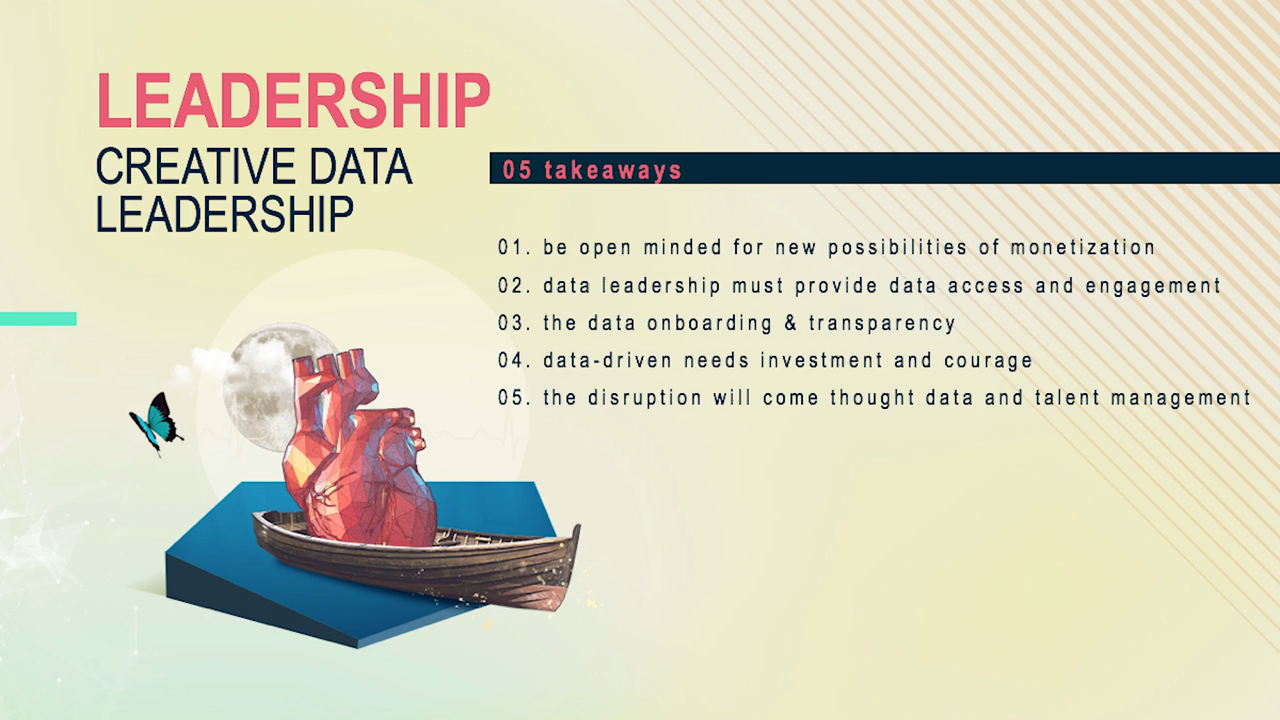 LEADERSHIP
CREATIVE DATA
LEADERSHIP
05 takeaways
01. be open minded for new possibilities of monetization
02. data leadership must provide data access and engagement
03. the data onboarding & transparency
04. data-driven needs investment and courage
05. the disruption will come thought data and talent management